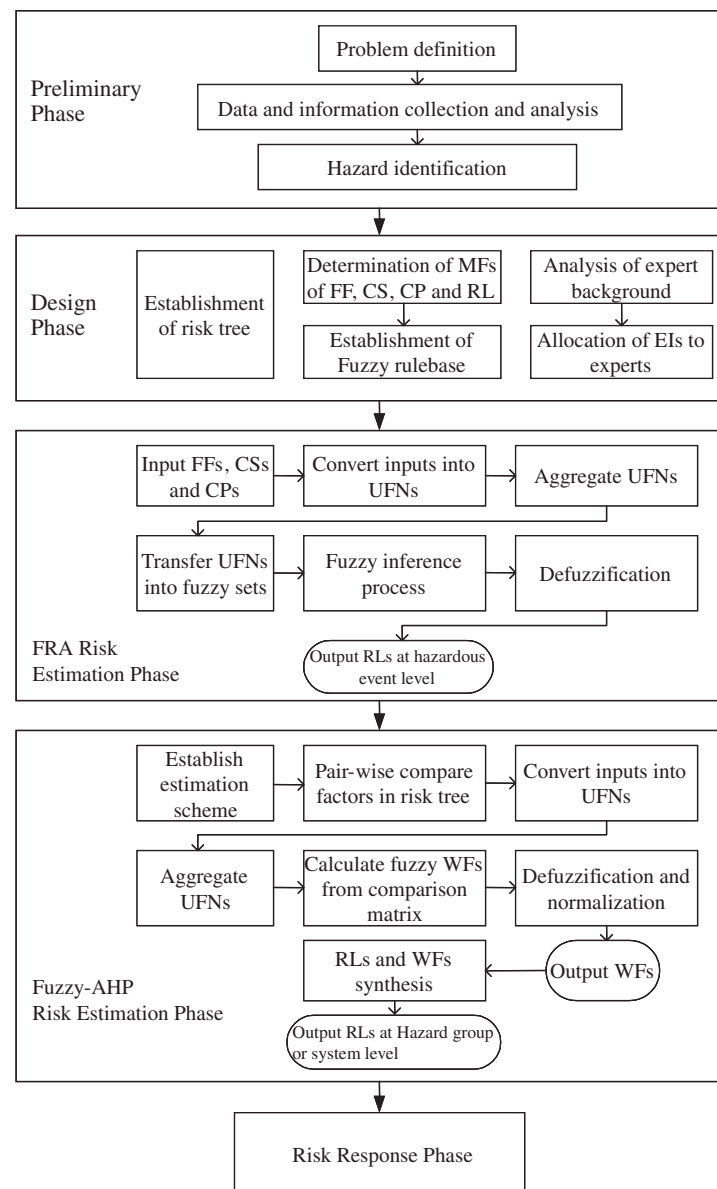 Preliminary
Phase
Problem definition
Data and information collection and analysis
Hazard identification
Design
Phase
Establishment
of risk tree
Determination of MFs
of FF, CS, CP and RL
Establishment of
Fuzzy rulebase
Analysis of expert
background
Allocation of EIs to
experts
Input FFs, CSs
and CPs
Convert inputs into
UFNs
Aggregate UFNs
Transfer UFNs
into fuzzy sets
Fuzzy inference
process
Defuzzification
FRA Risk
Estimation Phase
Output RLs at hazardous
event level
Establish
estimation
scheme
Pair-wise compare
factors in risk tree
Convert inputs into
UFNs
Aggregate
UFNs
Calculate fuzzy WFs
from comparison
matrix
Defuzzification and
normalization
Output WFs
RLs and WFs
synthesis
Fuzzy-AHP
Risk Estimation Phase
Output RLs at Hazard group
or system level
Risk Response Phase